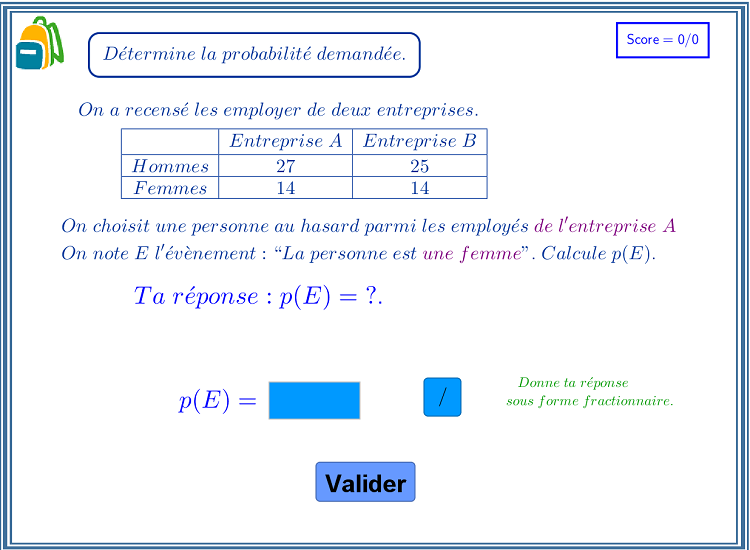 Détermine la probabilité demandée.
Score = 0/0
On a recensé les employer de deux entreprises.
Entreprise A Entreprise B
Hommes 27 25
Femmes 14 14
On choisit une personne au hasard parmi les employés de l'entreprise A
On note E l'évènement : “La personne est une femme”. Calcule p(E).
Ta réponse : p(E) = ?.
p(E) =
/
Donne ta réponse
sous forme fractionnaire.
Valider